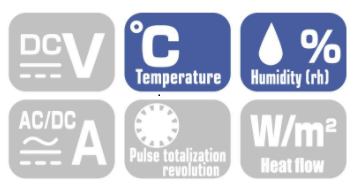 DC V
°C
Temperature
%
Humidity (rh)
AC/DC A
Pulse totalization
revolution
W/m²
Heat flow